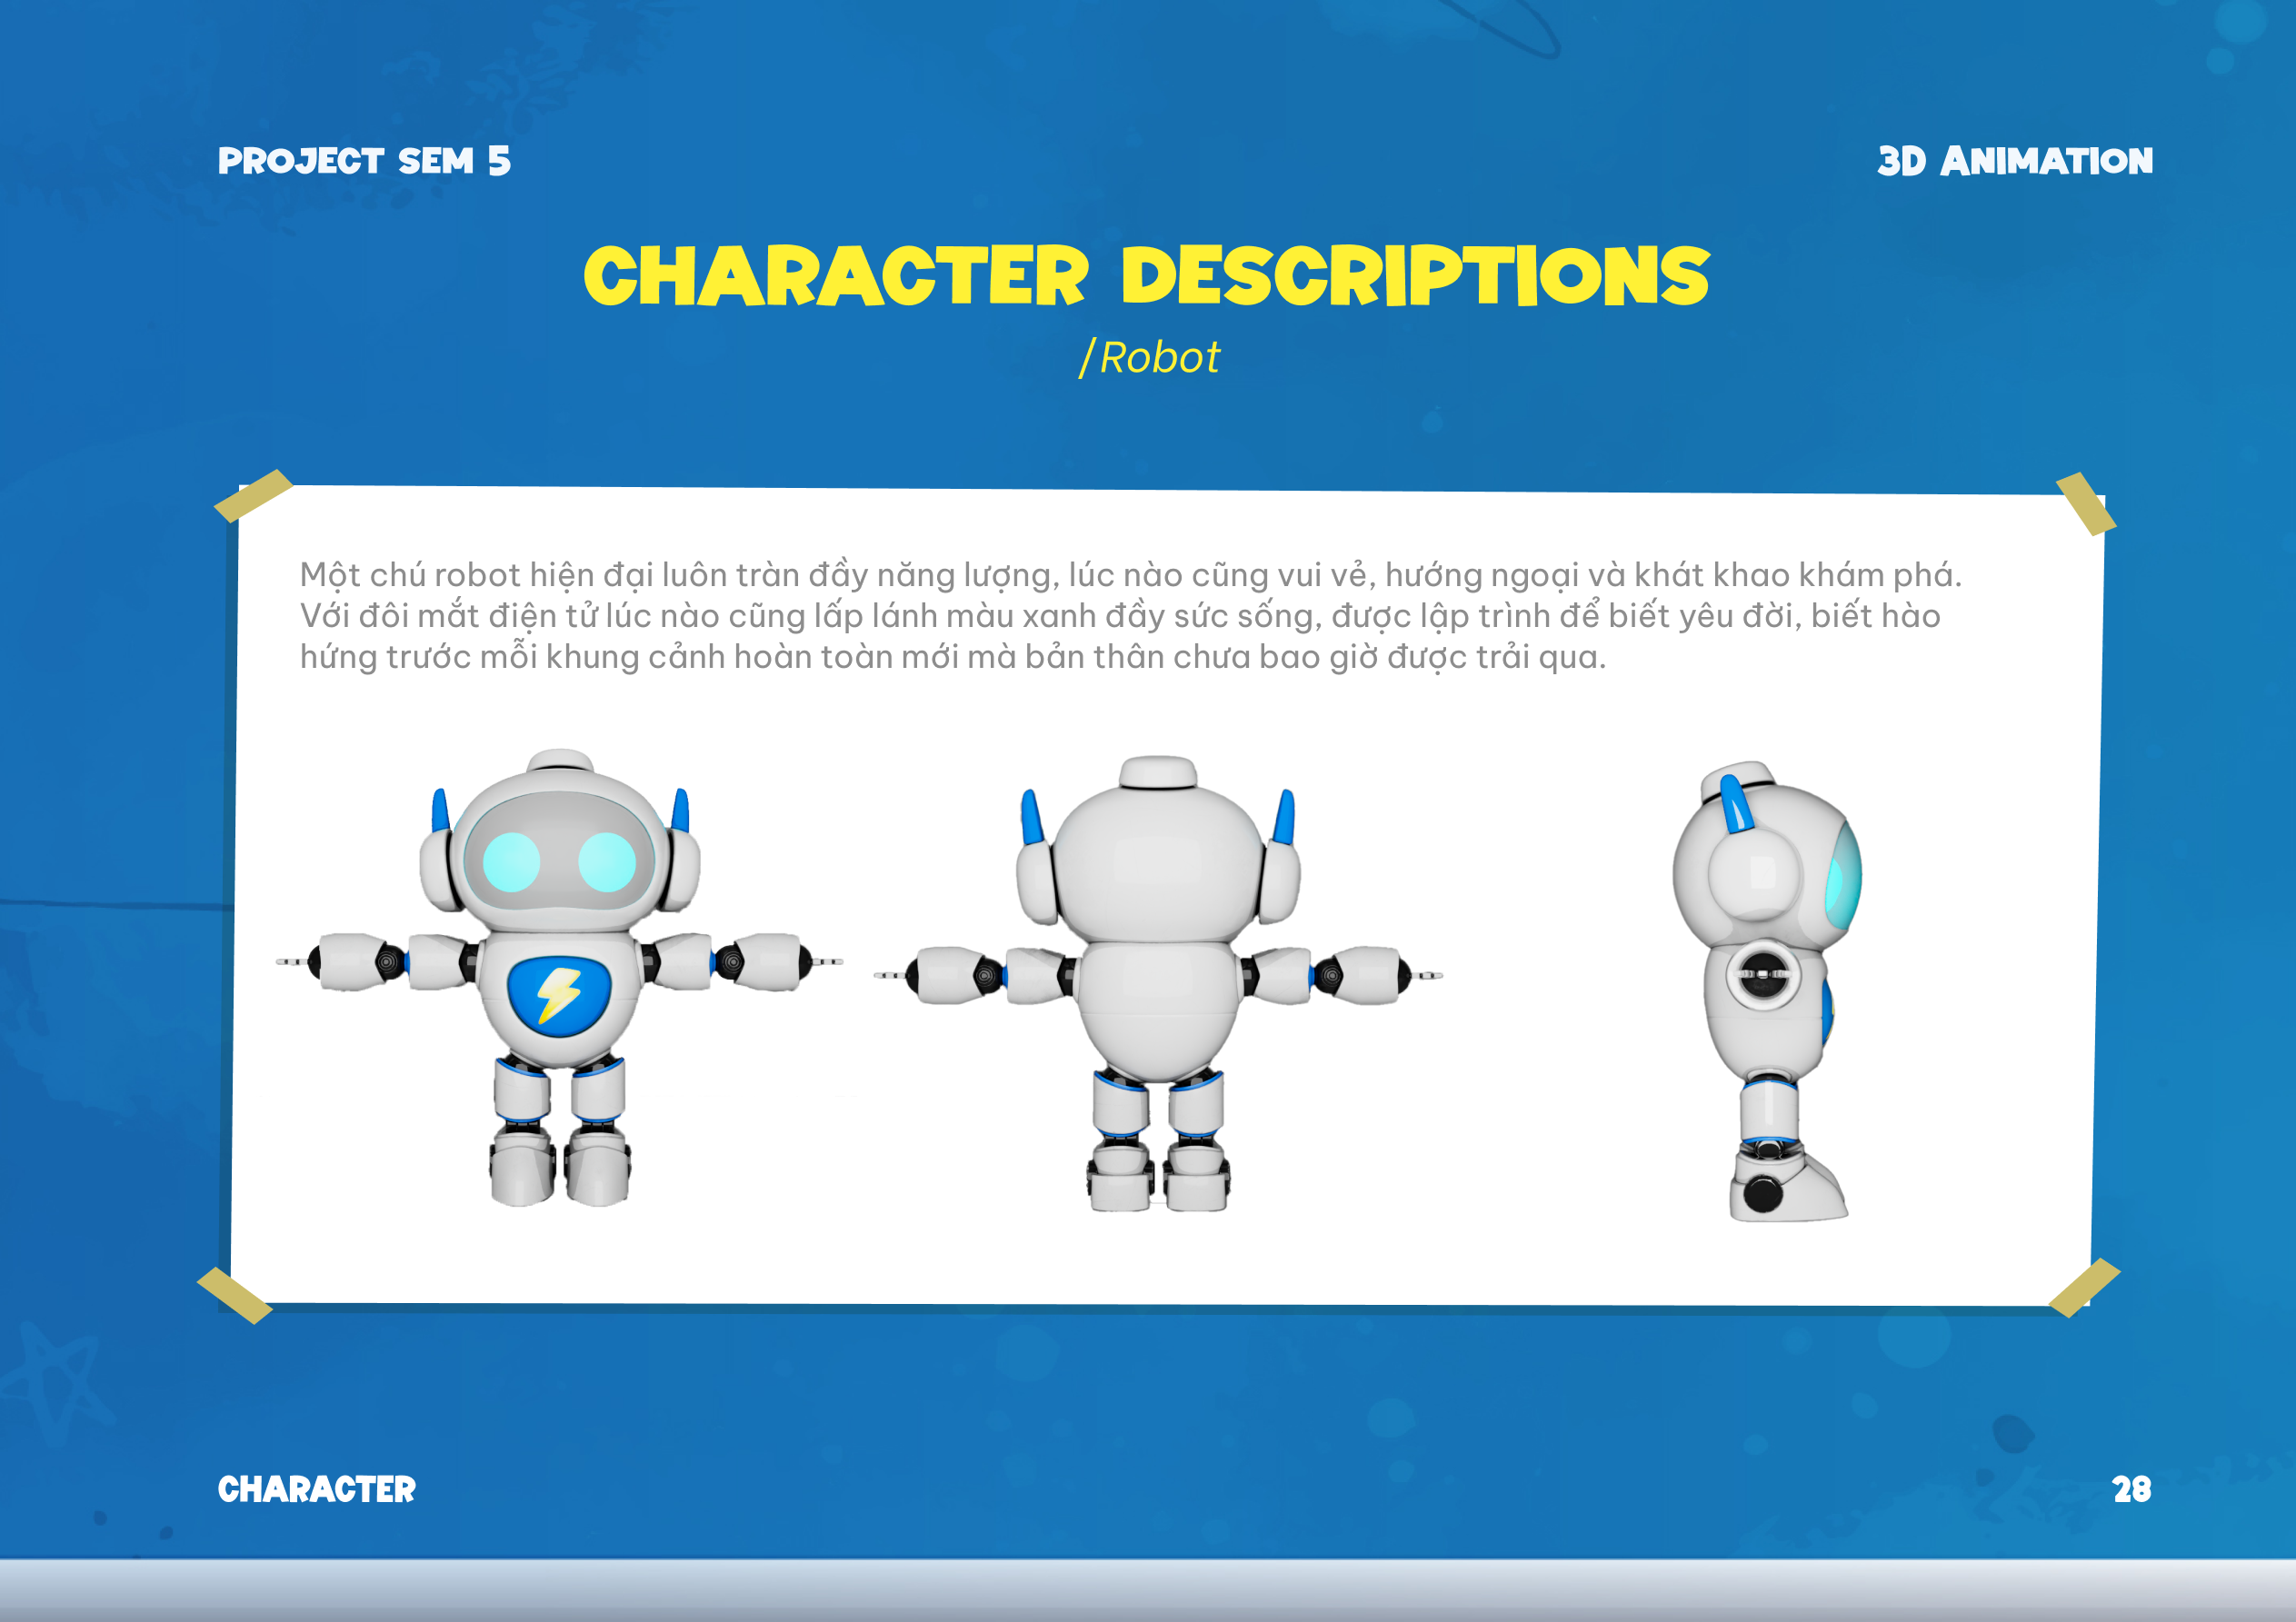 PROJECT SEM 5
3D ANIMATION
CHARACTER DESCRIPTIONS
/Robot
Một chú robot hiện đại luôn tràn đầy năng lượng, lúc nào cũng vui vẻ, hướng ngoại và khát khao khám phá.
Với đôi mắt điện tử lúc nào cũng lấp lánh màu xanh đầy sức sống, được lập trình để biết yêu đời, biết hào
hứng trước mỗi khung cảnh hoàn toàn mới mà bản thân chưa bao giờ được trải qua.
CHARACTER
28